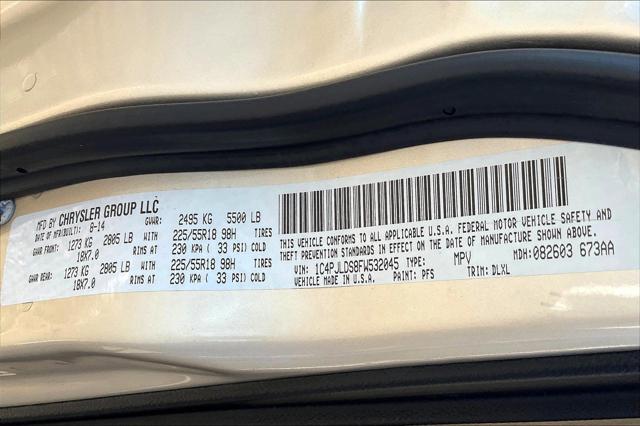 MFD BY CHRYSLER GROUP LLC
DATE OF MFR(BUILT): 8-14 GVWR: 2495 KG 5500 LB
GAWR FRONT: 1273 KG 2805 LB WITH 225/55R18 98H TIRES
18X7.0 RIMS AT 230 KPA ( 33 PSI) COLD
GAWR REAR: 1273 KG 2805 LB WITH 225/55R18 98H TIRES
18X7.0 RIMS AT 230 KPA ( 33 PSI) COLD
THIS VEHICLE CONFORMS TO ALL APPLICABLE U.S.A. FEDERAL MOTOR VEHICLE SAFETY AND
THEFT PREVENTION STANDARDS IN EFFECT ON THE DATE OF MANUFACTURE SHOWN ABOVE.
VIN: 1C4PJLDS8FW532045 TYPE: MPV MDH: 082603 673AA
VEHICLE MADE IN U.S.A. PAINT: PFS TRIM: DLXL